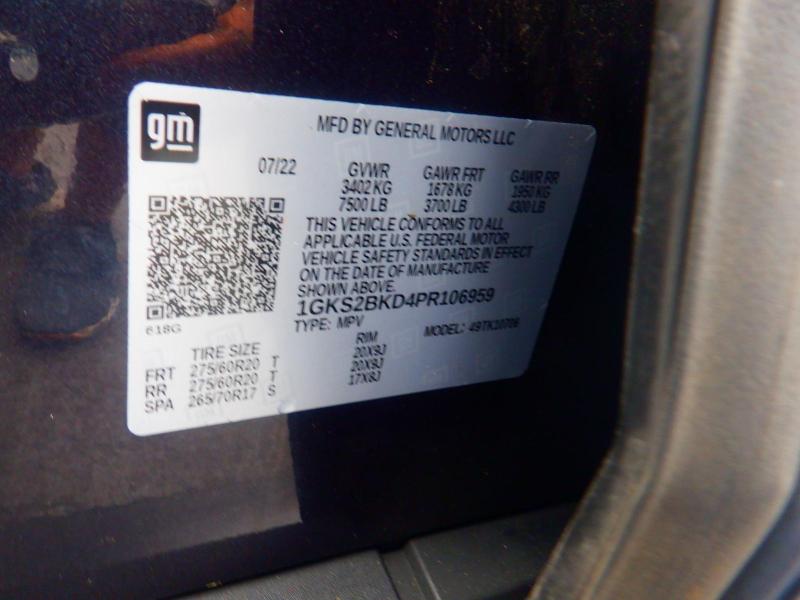 gm
MFD BY GENERAL MOTORS LLC
07/22 GVWR GAWR FRT GAWR RR
3402 KG 1678 KG 1950 KG
7500 LB 3700 LB 4300 LB
THIS VEHICLE CONFORMS TO ALL
APPLICABLE U.S. FEDERAL MOTOR
VEHICLE SAFETY STANDARDS IN EFFECT
ON THE DATE OF MANUFACTURE
SHOWN ABOVE.
1GKS2BKD4PR106959
TYPE: MPV MODEL: 49TK10706
618G
TIRE SIZE RIM
FRT 275/60R20 T 20X9J
RR 275/60R20 T 20X9J
SPA 265/70R17 S 17X8J